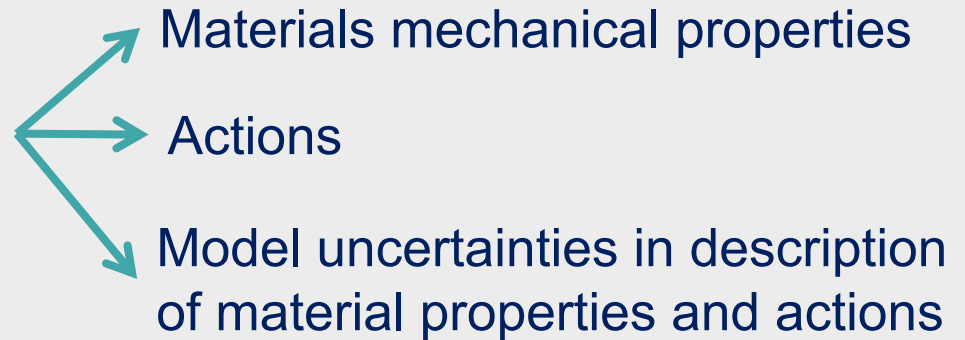 Materials mechanical properties
Actions
Model uncertainties in description
of material properties and actions